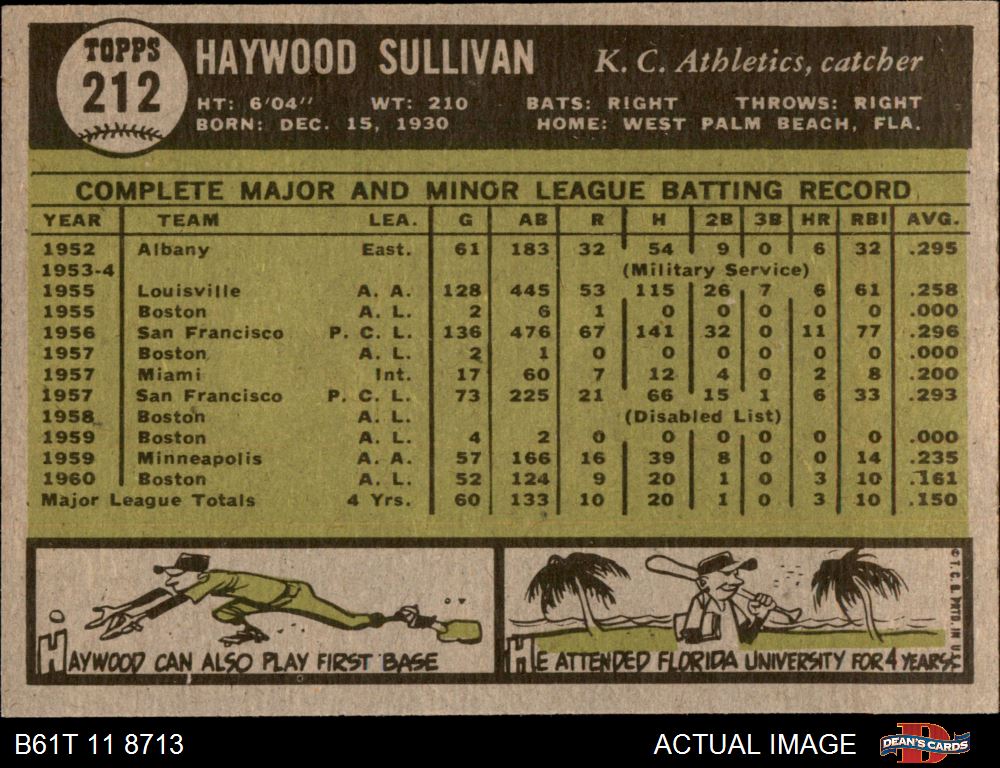 TOPPS
212
HAYWOOD SULLIVAN K. C. Athletics, catcher
HT: 6'04" WT: 210 BATS: RIGHT THROWS: RIGHT
BORN: DEC. 15, 1930 HOME: WEST PALM BEACH, FLA.
COMPLETE MAJOR AND MINOR LEAGUE BATTING RECORD
YEAR TEAM LEA. G AB R H 2B 3B HR RBI AVG.
1952 Albany East. 61 183 32 54 9 0 6 32 .295
1953-4 (Military Service)
1955 Louisville A. A. 128 445 53 115 26 7 6 61 .258
1955 Boston A. L. 2 6 1 0 0 0 0 0 .000
1956 San Francisco P. C. L. 136 476 67 141 32 0 11 77 .296
1957 Boston A. L. 2 1 0 0 0 0 0 0 .000
1957 Miami Int. 17 60 7 12 4 0 2 8 .200
1957 San Francisco P. C. L. 73 225 21 66 15 1 6 33 .293
1958 Boston A. L. (Disabled List)
1959 Boston A. L. 4 2 0 0 0 0 0 0 .000
1959 Minneapolis A. A. 57 166 16 39 8 0 0 14 .235
1960 Boston A. L. 52 124 9 20 1 0 3 10 .161
Major League Totals 4 Yrs. 60 133 10 20 1 0 3 10 .150
HAYWOOD CAN ALSO PLAY FIRST BASE
HE ATTENDED FLORIDA UNIVERSITY FOR 4 YEARS.
© T. C. G. PRTD. IN U.S.A.
B61T 11 8713 ACTUAL IMAGE DEAN'S CARDS